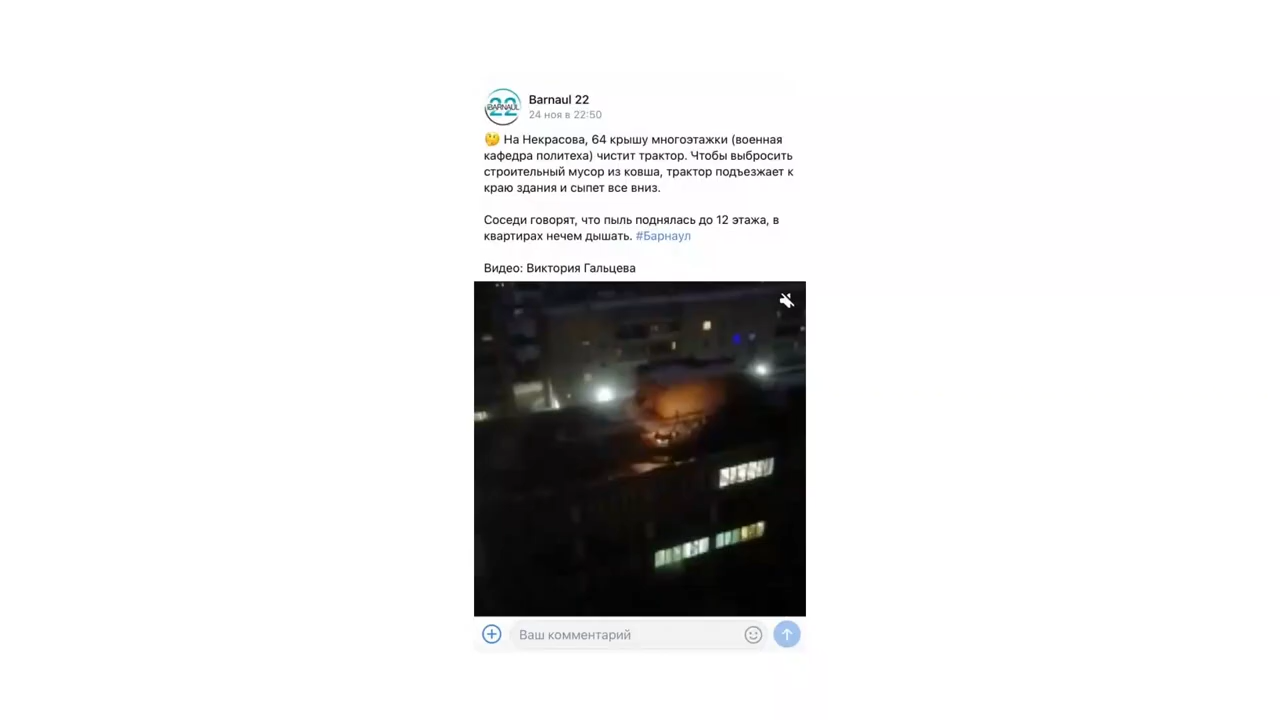 BARNAUL
22
Barnaul 22
24 ноя в 22:50
🤔 На Некрасова, 64 крышу многоэтажки (военная
кафедра политеха) чистит трактор. Чтобы выбросить
строительный мусор из ковша, трактор подъезжает к
краю здания и сыпет все вниз.
Соседи говорят, что пыль поднялась до 12 этажа, в
квартирах нечем дышать. #Барнаул
Видео: Виктория Гальцева
Ваш комментарий